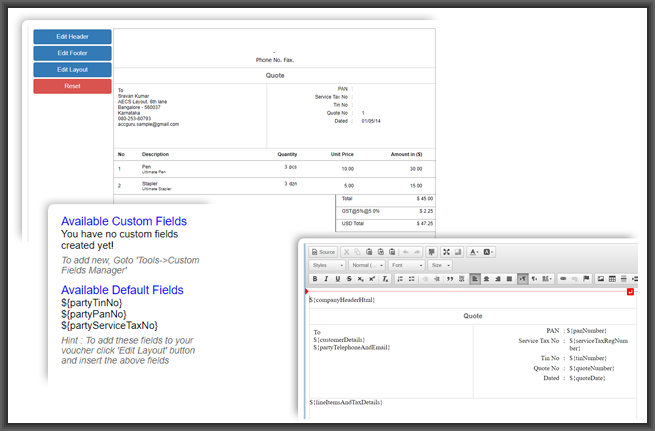 Edit Header
Edit Footer
Edit Layout
Reset
-
Phone No. Fax.
Quote
To
Sravan Kumar
AECS Layout, 6th lane
Bangalore - 560037
Karnataka
080-253-80793
accguru.sample@gmail.com
PAN :
Service Tax No :
Tin No :
Quote No : 1
Dated : 01/05/14
No Description Quantity Unit Price Amount in ($)
1 Pen 3 pcs 10.00 30.00
Ultimate Pen
2 Stapler 3 dzn 5.00 15.00
Ultimate Stapler
Total $ 45.00
GST@5%@5.0% $ 2.25
USD Total $ 47.25
Available Custom Fields
You have no custom fields
created yet!
To add new, Goto 'Tools->Custom
Fields Manager'
Available Default Fields
${partyTinNo}
${partyPanNo}
${partyServiceTaxNo}
Hint : To add these fields to your
voucher click 'Edit Layout' button
and insert the above fields
Source
Styles Normal (... Font Size
${companyHeaderHtml}
Quote
To
${customerDetails}
${partyTelephoneAndEmail}
PAN : ${panNumber}
Service Tax No : ${serviceTaxRegNum
ber}
Tin No : ${tinNumber}
Quote No : ${quoteNumber}
Dated : ${quoteDate}
${lineItemsAndTaxDetails}